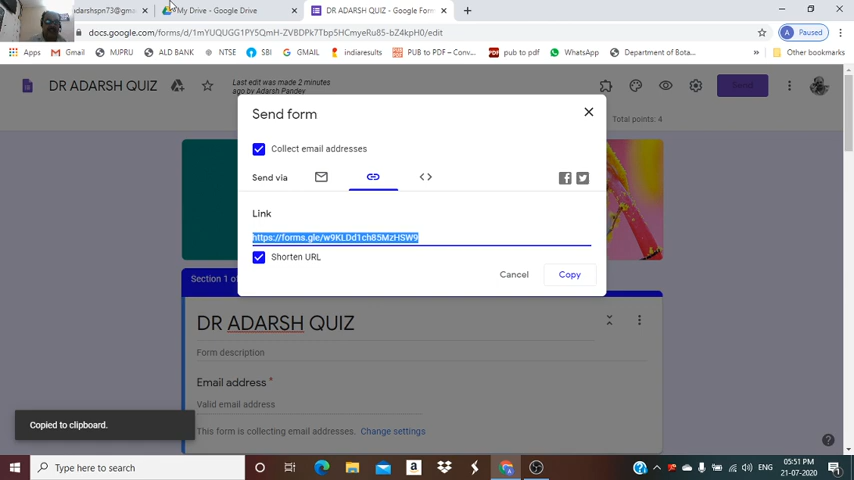 adarshspn73@gma
My Drive - Google Drive
DR ADARSH QUIZ - Google Form
docs.google.com/forms/d/1mYUQUGG1PY5QmH-ZVBDPk7Tbp5HCmyeRu85-bZ4kpH0/edit
A Paused
Apps
Gmail
MJPRU
ALD BANK
NTSE
SBI
GMAIL
indiaresults
PUB to PDF – Conv...
pub to pdf
WhatsApp
Department of Bota...
Other bookmarks
DR ADARSH QUIZ
Last edit was made 2 minutes
ago by Adarsh Pandey
Send
Total points: 4
Send form
Collect email addresses
Send via
Link
https://forms.gle/w9KLDd1ch85MzHSW9
Shorten URL
Cancel
Copy
Section 1 of
DR ADARSH QUIZ
Form description
Email address *
Valid email address
This form is collecting email addresses. Change settings
Copied to clipboard.
Type here to search
ENG
05:51 PM
21-07-2020